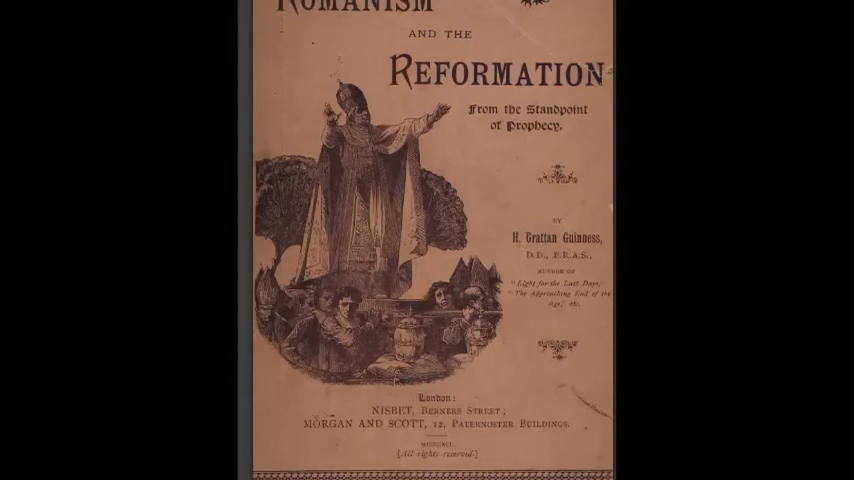 ROMANISM
AND THE
REFORMATION
From the Standpoint
of Prophecy.
BY
H. Grattan Guinness,
D.D., F.R.A.S.,
AUTHOR OF
"Light for the Last Days,"
"The Approaching End of the
Age," etc.
London:
NISBET, BERNERS STREET;
MORGAN AND SCOTT, 12, PATERNOSTER BUILDINGS.
[All rights reserved.]